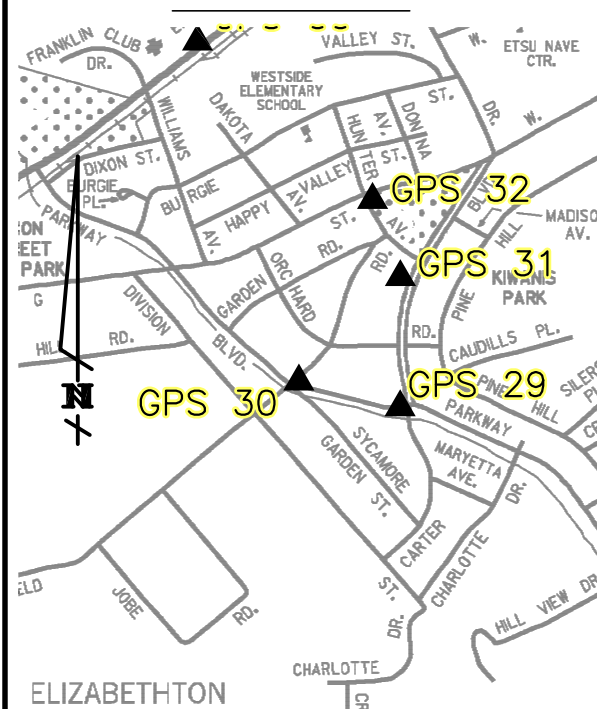 FRANKLIN CLUB
DR.
VALLEY ST.
W.
ETSU NAVE
CTR.
WESTSIDE
ELEMENTARY
SCHOOL
WILLIAMS
AV.
DAKOTA
AV.
HUNTER
AV.
AV.
DONNA
ST.
DR.
W.
DIXON ST.
BURGIE
PL.
BURGIE
ST.
HAPPY VALLEY
ST.
GPS 32
BLVD.
MADISO
AV.
HILL
PINE
PARKWAY
BLVD.
EET
PARK
G
HILL RD.
DIVISION
ST.
GARDEN
RD.
ORCHARD
RD.
RD.
GPS 31
KIWANIS
PARK
CAUDILLS PL.
GPS 30
GPS 29
PINE HILL
SILERS
PARKWAY
N
SYCAMORE
GARDEN ST.
MARYETTA
AVE.
DR.
CARTER
CHARLOTTE
DR.
HILL VIEW DR
JOBE
RD.
CHARLOTTE
ELIZABETHTON